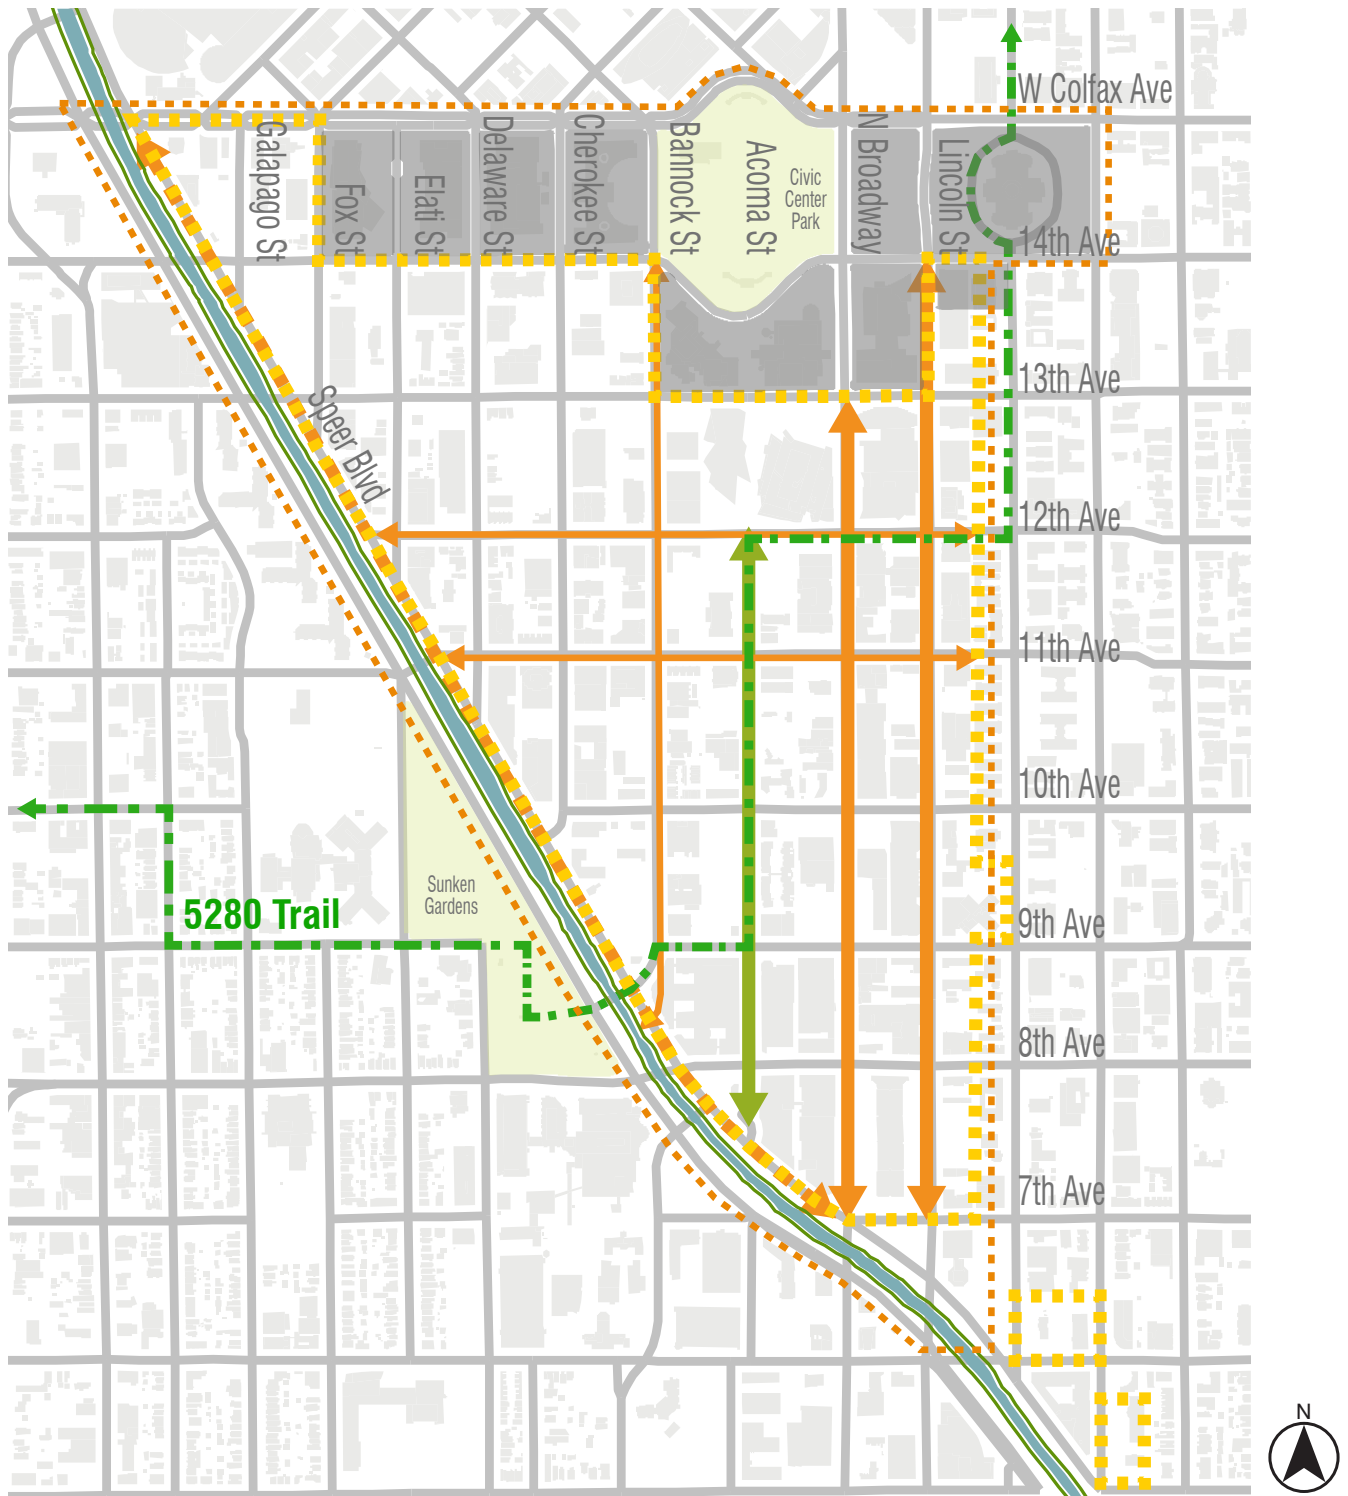 W Colfax Ave
Galapago St
Fox St
Elati St
Delaware St
Cherokee St
Bannock St
Acoma St
Civic
Center
Park
N Broadway
Lincoln St
14th Ave
13th Ave
Speer Blvd
12th Ave
11th Ave
10th Ave
Sunken
Gardens
5280 Trail
9th Ave
8th Ave
7th Ave
N